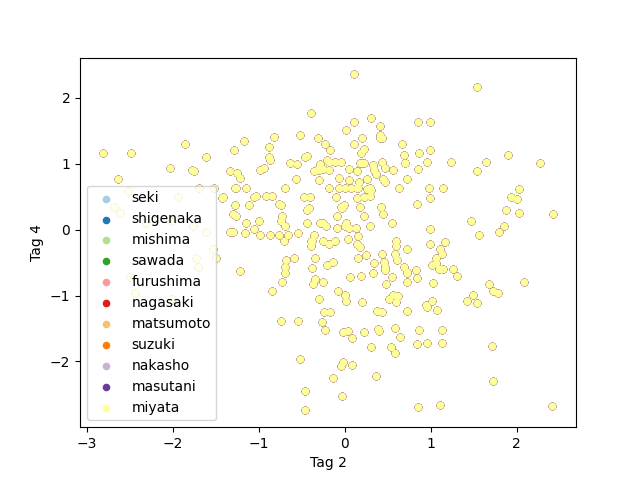 2
1
0
−1
−2
Tag 4
seki
shigenaka
mishima
sawada
furushima
nagasaki
matsumoto
suzuki
nakasho
masutani
miyata
−3 −2 −1 0 1 2
Tag 2